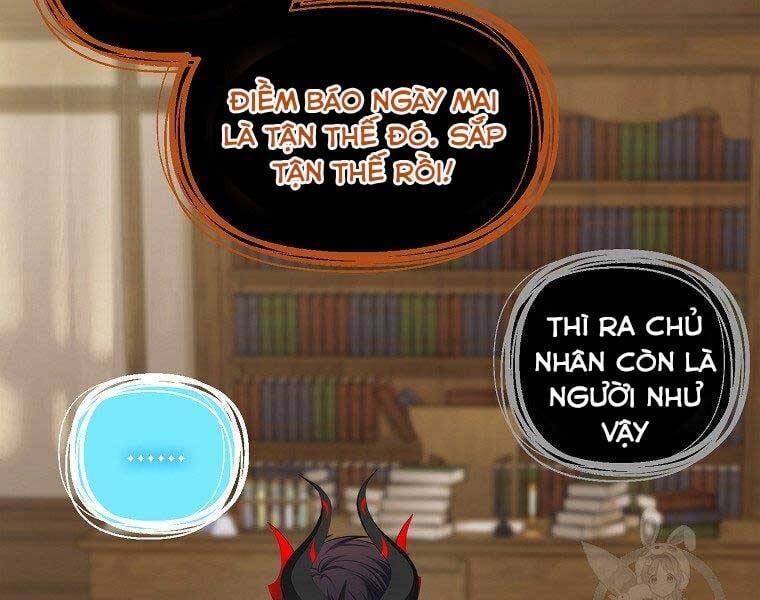 ĐIỀM BÁO NGÀY MAI
LÀ TẬN THẾ ĐÓ. SẮP
TẬN THẾ RỒI!
THÌ RA CHỦ
NHÂN CÒN LÀ
NGƯỜI NHƯ
VẬY
++++++